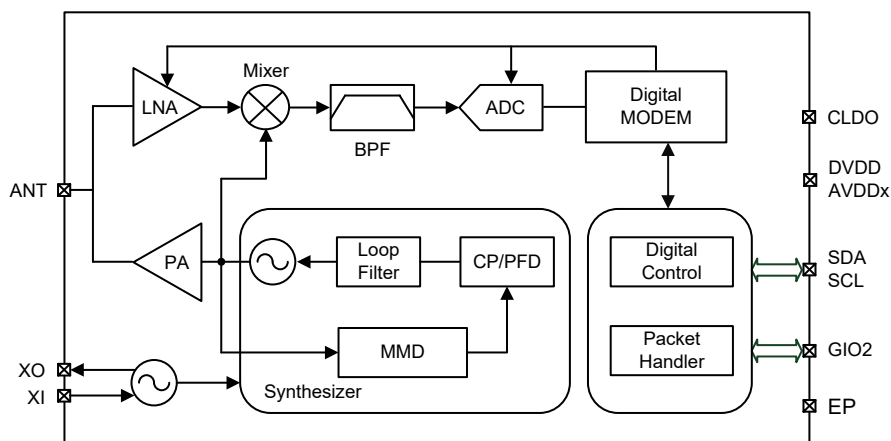 Mixer
LNA
BPF
ADC
Digital
MODEM
CLDO
DVDD
AVDDx
ANT
PA
Loop
Filter
CP/PFD
Digital
Control
SDA
SCL
MMD
Packet
Handler
GIO2
XO
XI
Synthesizer
EP